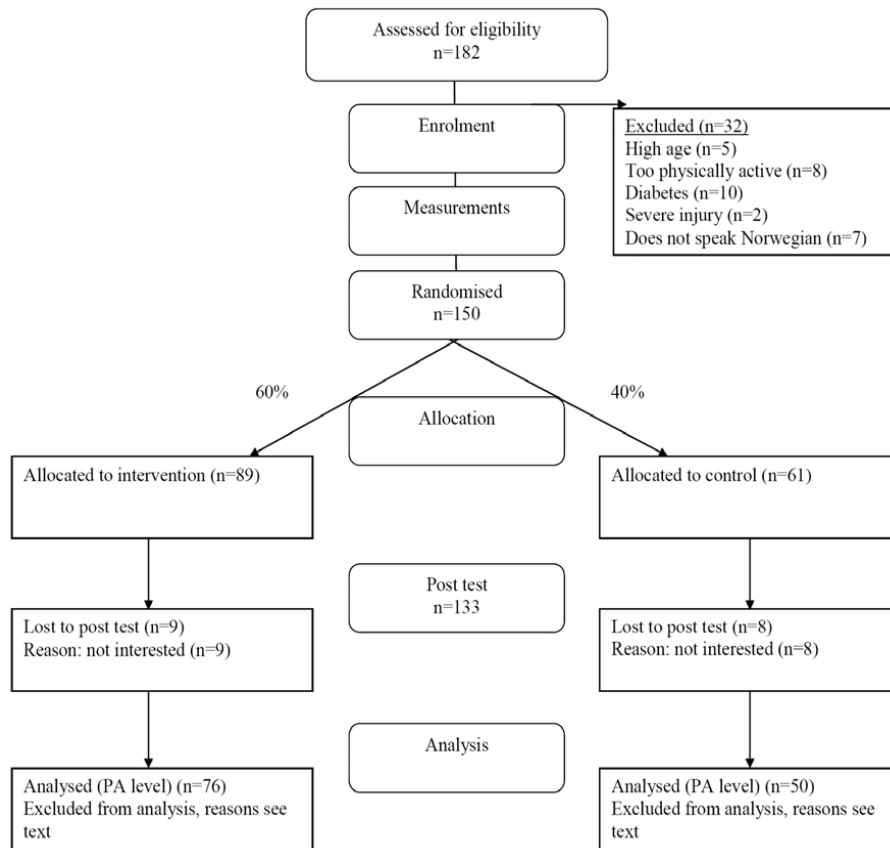 Assessed for eligibility
n=182
Enrolment
Excluded (n=32)
High age (n=5)
Too physically active (n=8)
Diabetes (n=10)
Severe injury (n=2)
Does not speak Norwegian (n=7)
Measurements
Randomised
n=150
60%
40%
Allocation
Allocated to intervention (n=89)
Allocated to control (n=61)
Post test
n=133
Lost to post test (n=9)
Reason: not interested (n=9)
Lost to post test (n=8)
Reason: not interested (n=8)
Analysis
Analysed (PA level) (n=76)
Excluded from analysis, reasons see
text
Analysed (PA level) (n=50)
Excluded from analysis, reasons see
text